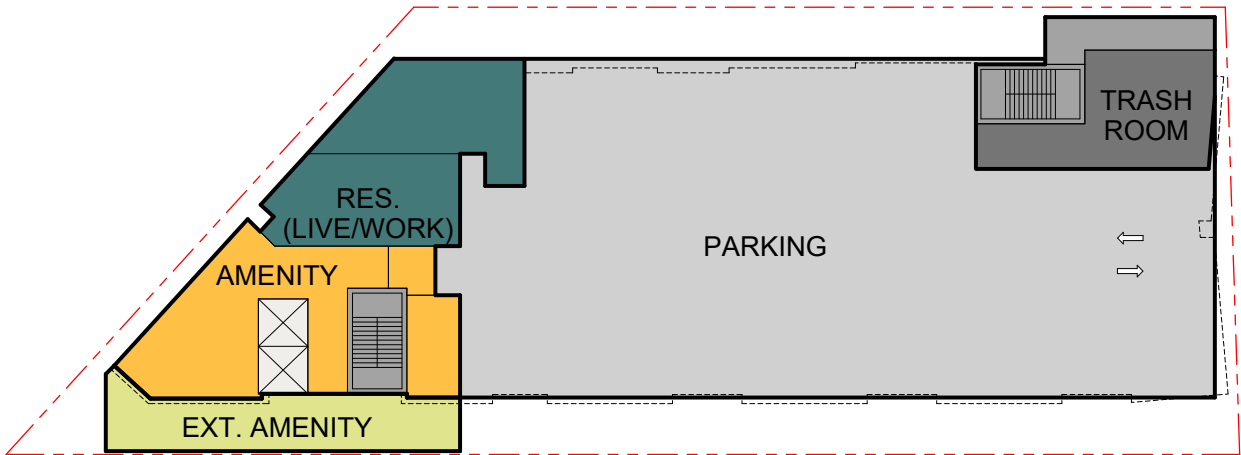 TRASH
ROOM
RES.
(LIVE/WORK)
PARKING
AMENITY
EXT. AMENITY